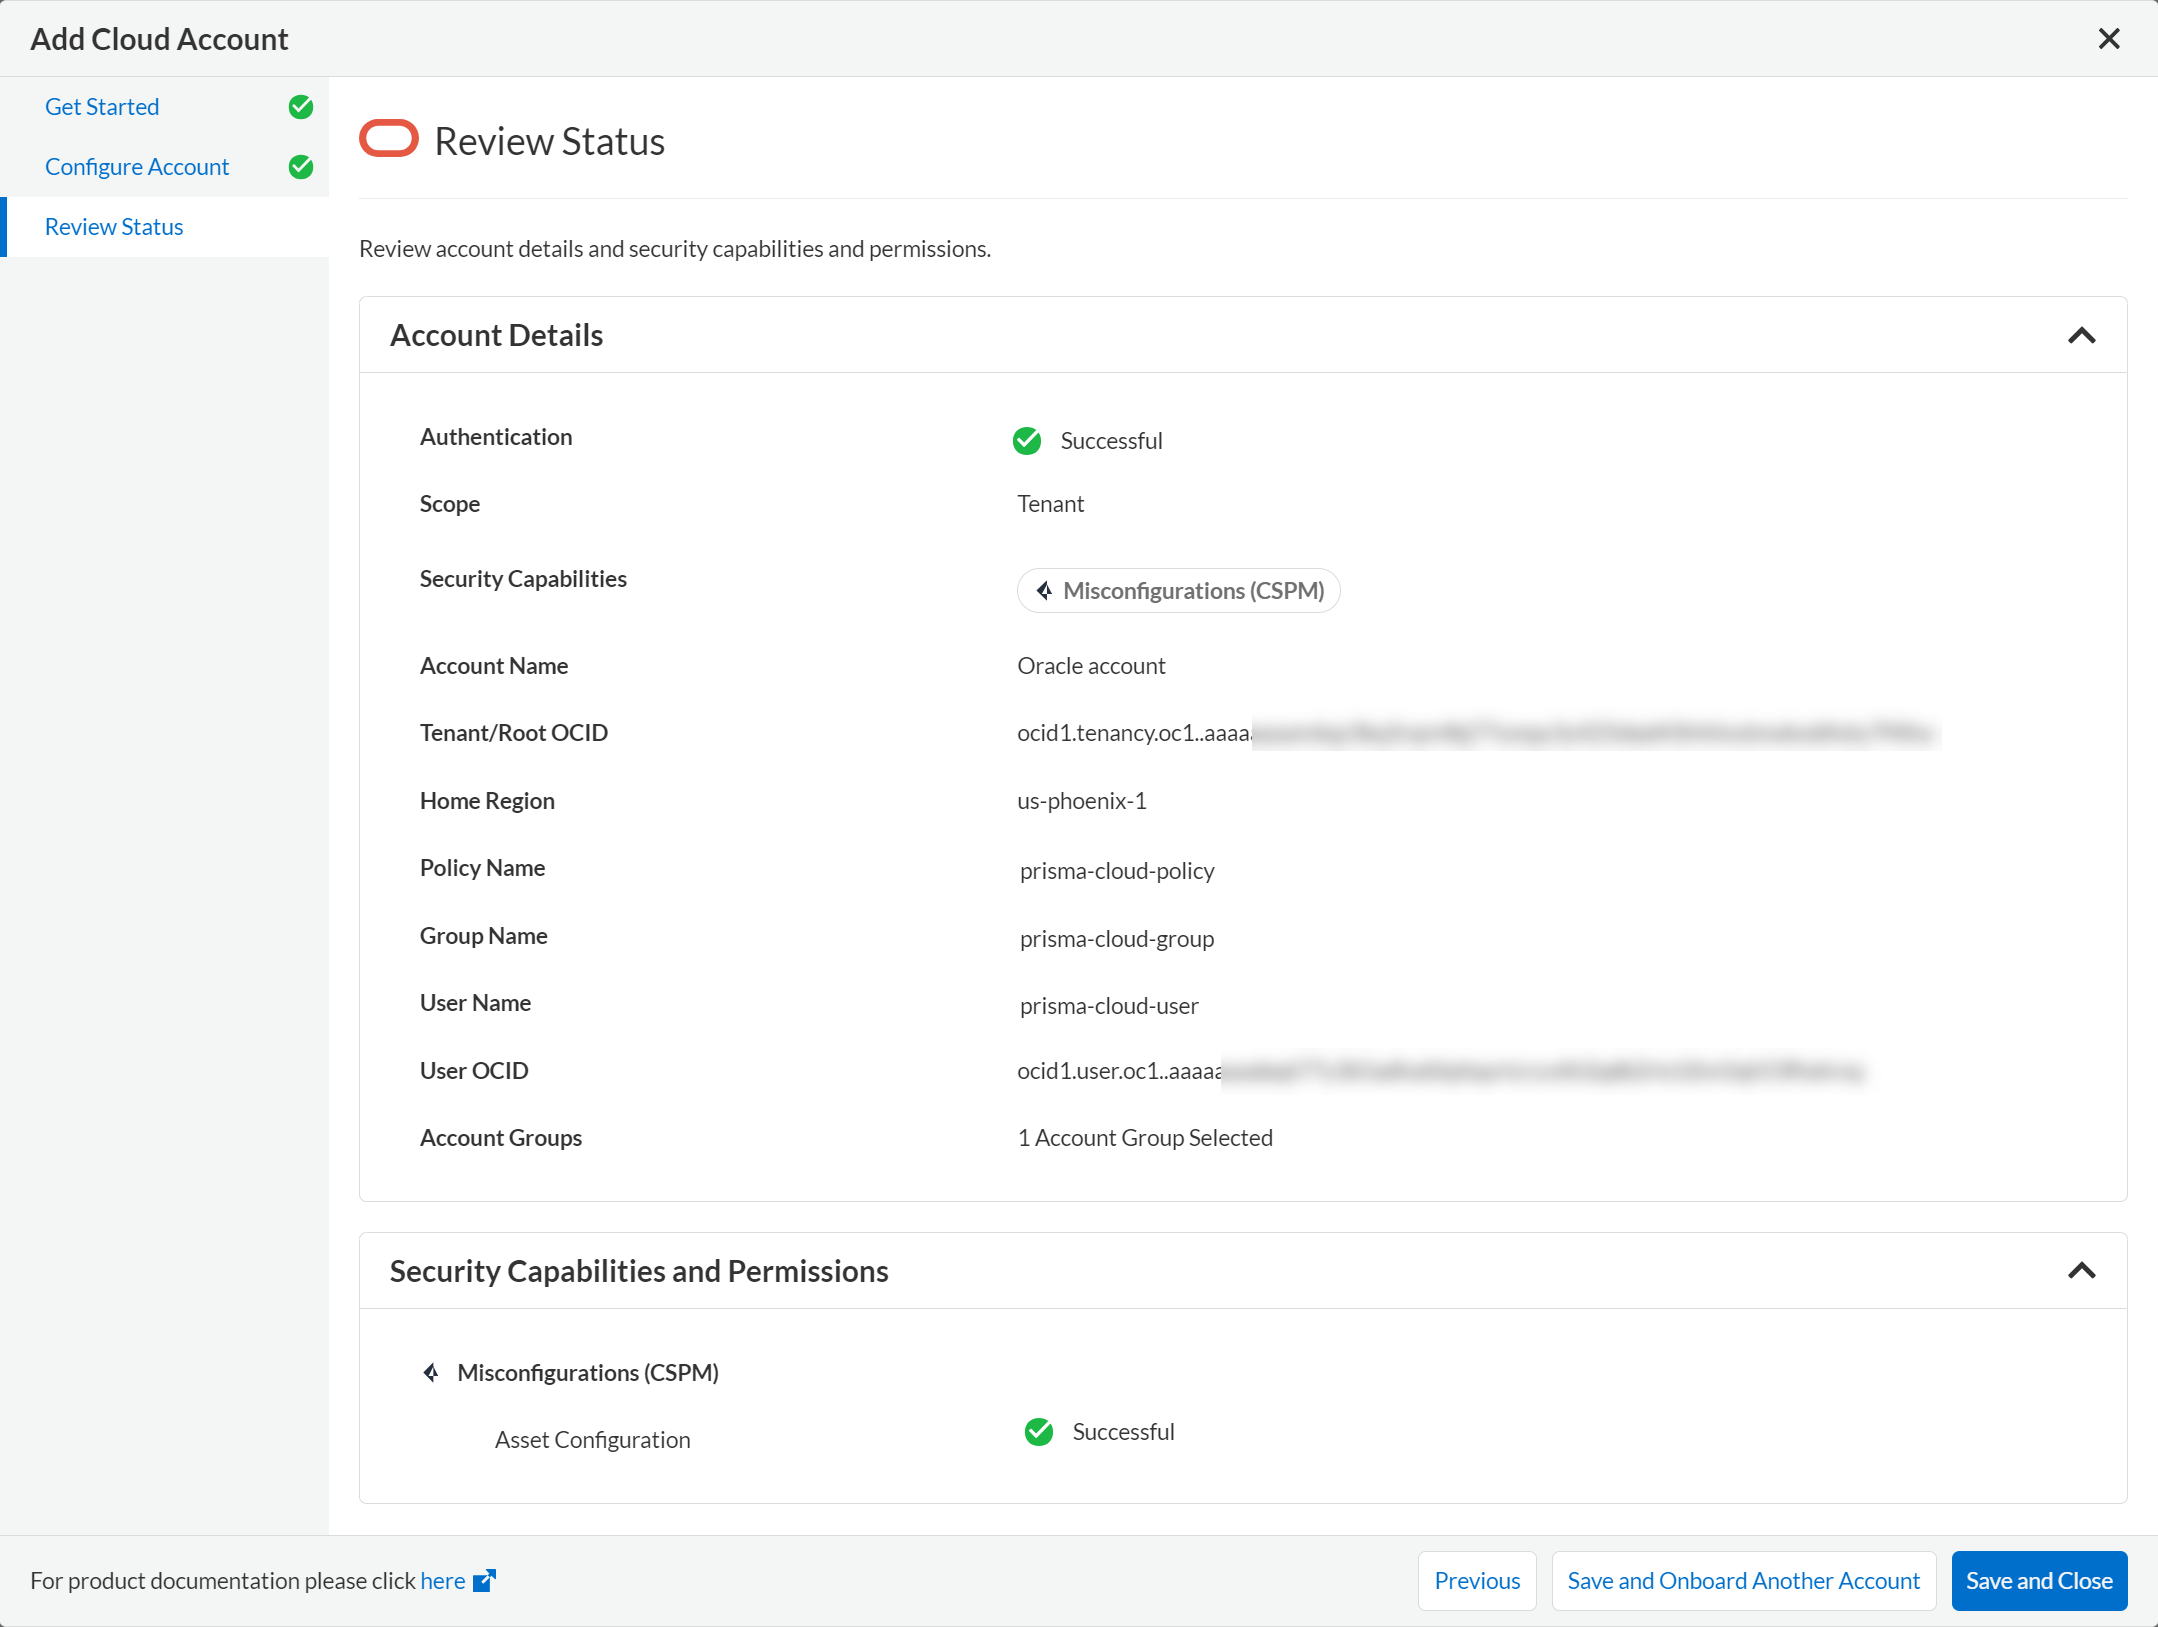 Add Cloud Account
Get Started
Configure Account
Review Status
Review Status
Review account details and security capabilities and permissions.
Account Details
Authentication Successful
Scope Tenant
Security Capabilities Misconfigurations (CSPM)
Account Name Oracle account
Tenant/Root OCID ocid1.tenancy.oc1..aaaa
Home Region us-phoenix-1
Policy Name prisma-cloud-policy
Group Name prisma-cloud-group
User Name prisma-cloud-user
User OCID ocid1.user.oc1..aaaaa
Account Groups 1 Account Group Selected
Security Capabilities and Permissions
Misconfigurations (CSPM)
Asset Configuration Successful
For product documentation please click here
Previous Save and Onboard Another Account Save and Close